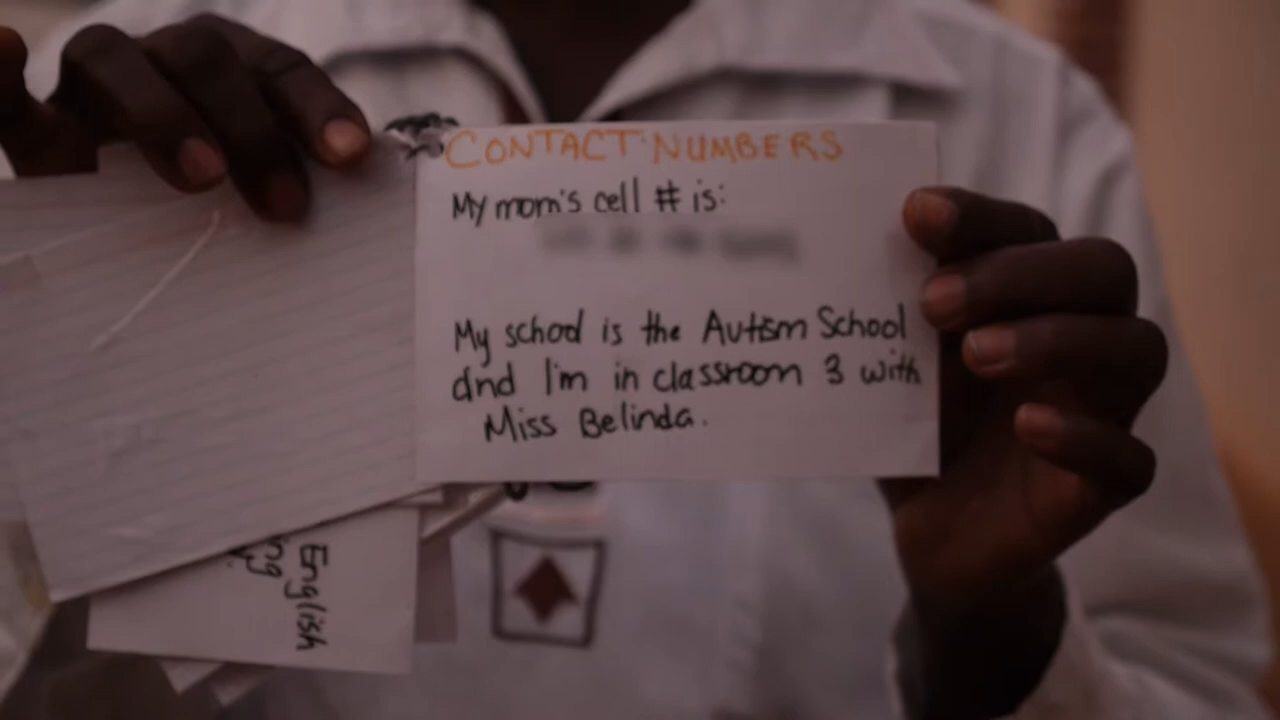 CONTACT NUMBERS
My mom's cell # is:
My school is the Autism School
and I'm in classroom 3 with
Miss Belinda.
English
ng